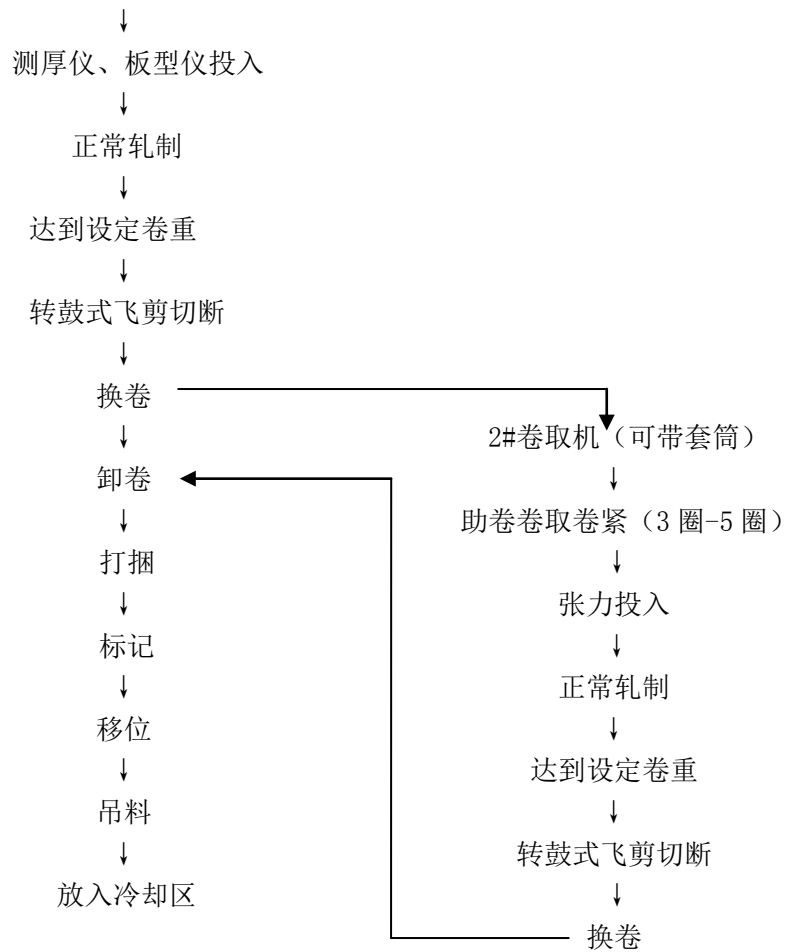 ↓
测厚仪、板型仪投入
↓
正常轧制
↓
达到设定卷重
↓
转鼓式飞剪切断
↓
换卷
↓
卸卷
↓
打捆
↓
标记
↓
移位
↓
吊料
↓
放入冷却区
2#卷取机（可带套筒）
↓
助卷卷取卷紧（3 圈-5 圈）
↓
张力投入
↓
正常轧制
↓
达到设定卷重
↓
转鼓式飞剪切断
↓
换卷